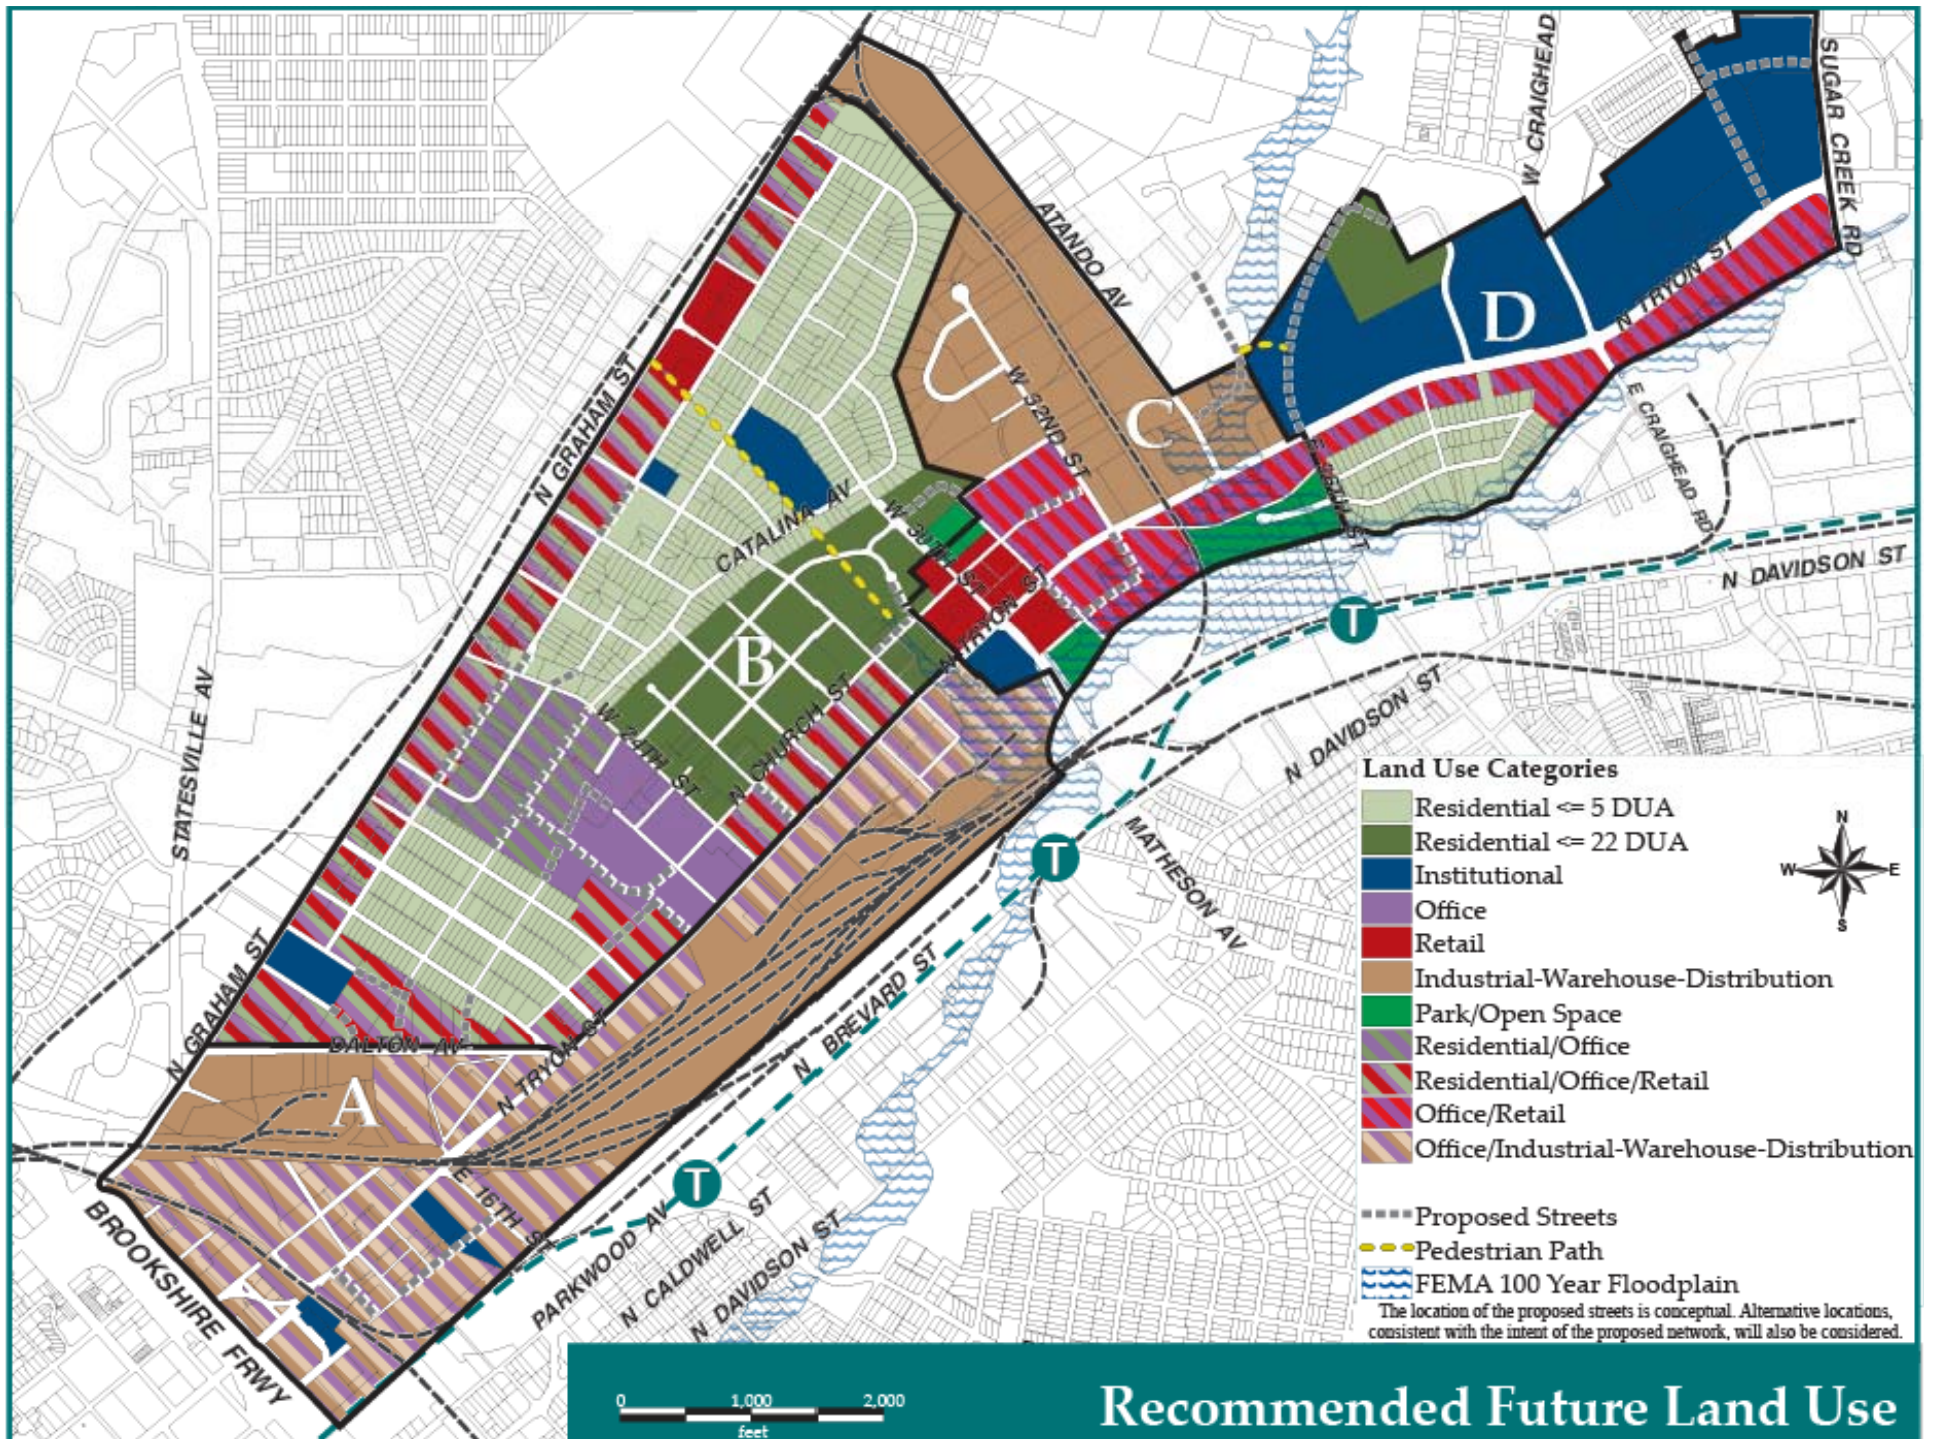 SUGAR CREEK RD
W CRAIGHEAD
ATANDO AV
N GRAHAM ST
D
N TRYON ST
W 32ND ST
C
E CRAIGHEAD RD
CATALINA AV
W 30TH ST
E 36TH ST
N TRYON ST
N DAVIDSON ST
T
B
STATESVILLE AV
W 24TH ST
N CHURCH ST
N DAVIDSON ST
T
MATHESON AV
N GRAHAM ST
DALTON AV
N TRYON ST
N BREVARD ST
A
T
E 16TH ST
BROOKSHIRE FRWY
PARKWOOD AV
N CALDWELL ST
N DAVIDSON ST
Land Use Categories
Residential <= 5 DUA
Residential <= 22 DUA
Institutional
Office
Retail
Industrial-Warehouse-Distribution
Park/Open Space
Residential/Office
Residential/Office/Retail
Office/Retail
Office/Industrial-Warehouse-Distribution
Proposed Streets
Pedestrian Path
FEMA 100 Year Floodplain
The location of the proposed streets is conceptual. Alternative locations,
consistent with the intent of the proposed network, will also be considered.
N
W E
S
0 1,000 2,000
feet
Recommended Future Land Use